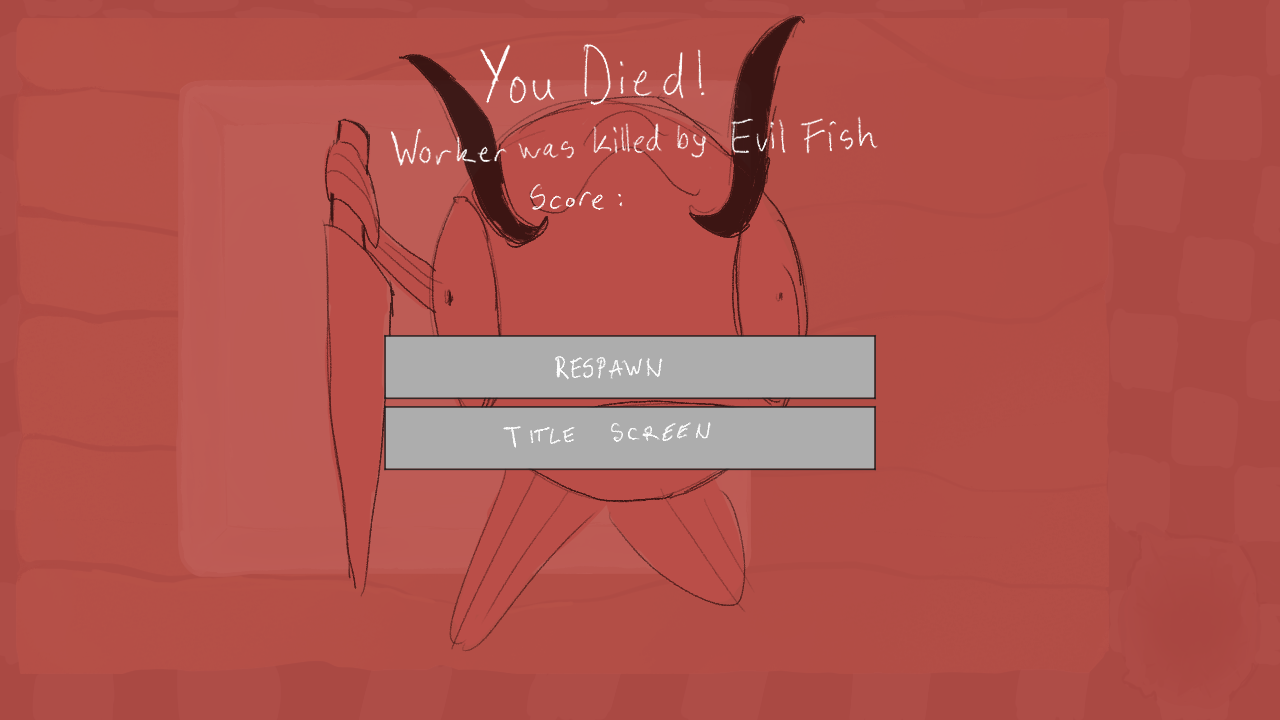 You Died!
Worker was killed by Evil Fish
Score:
RESPAWN
TITLE SCREEN